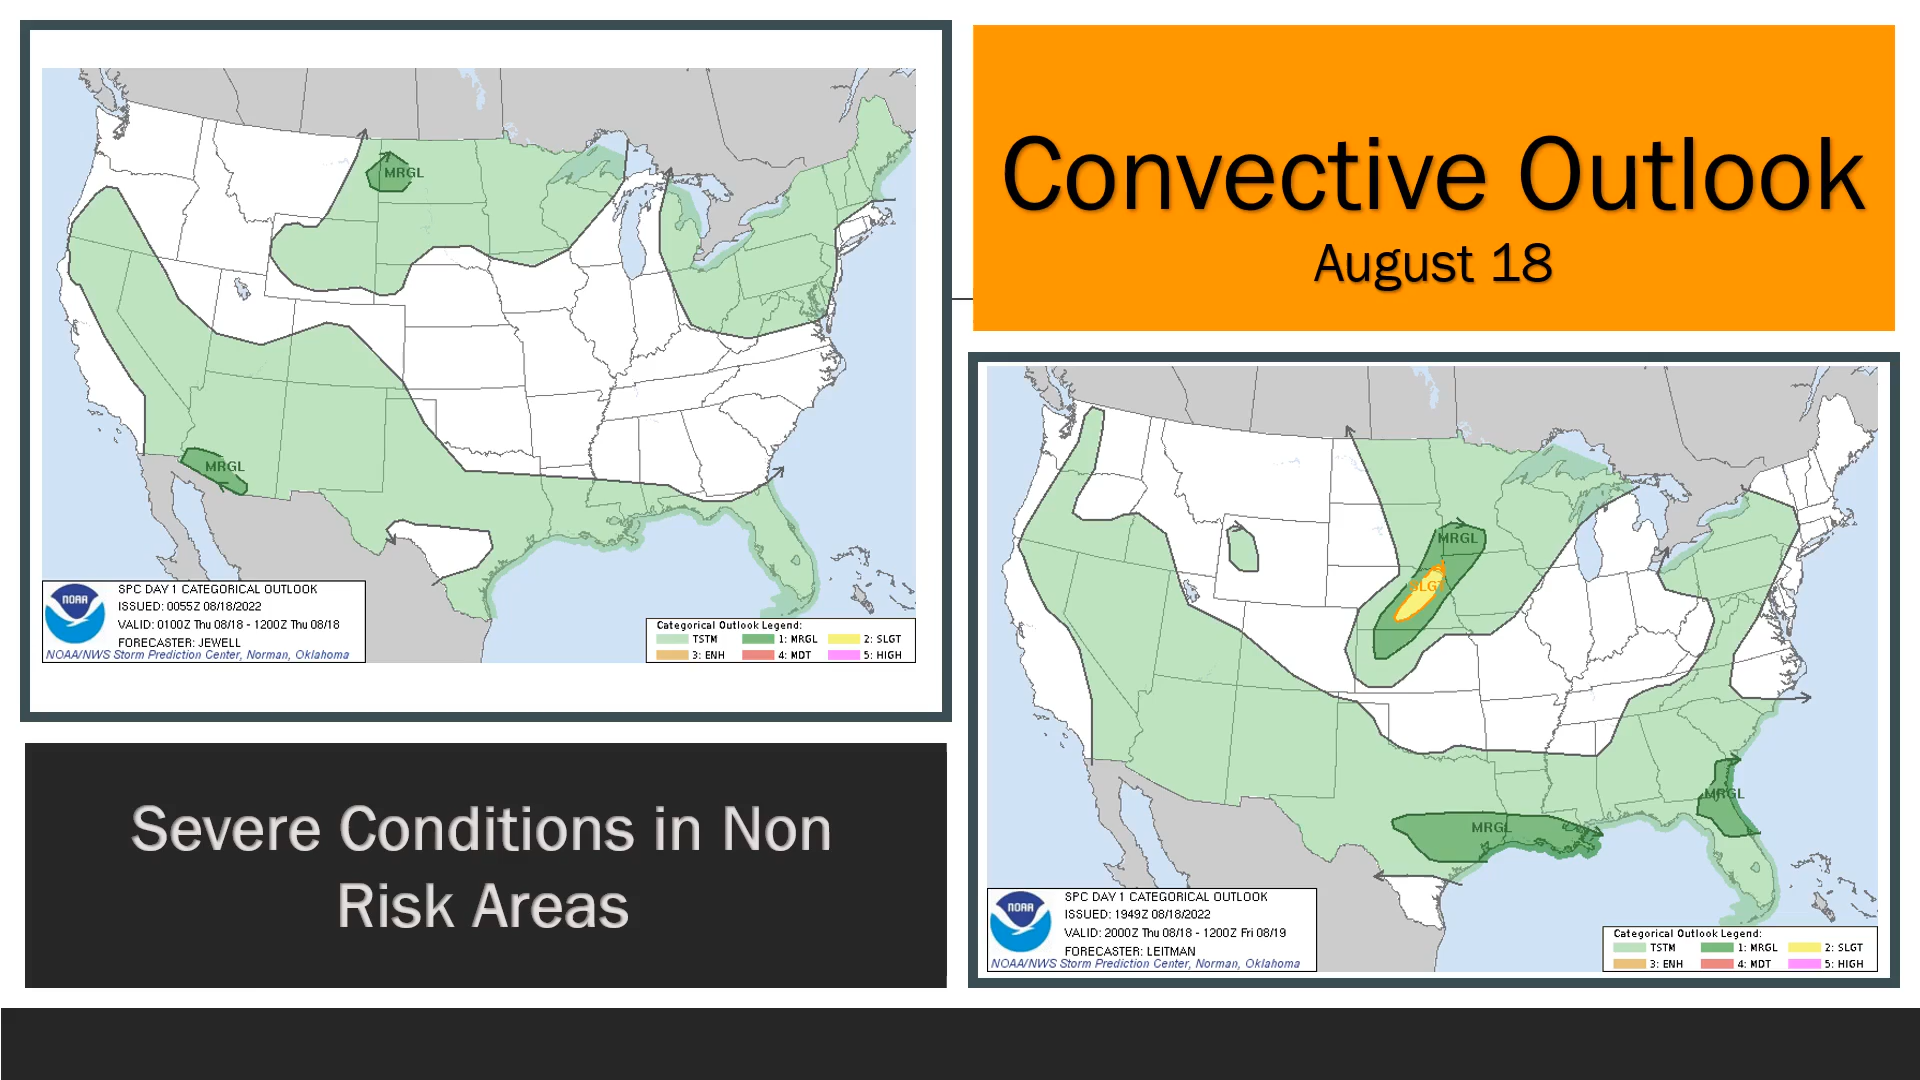 MRGL
MRGL
NOAA
SPC DAY 1 CATEGORICAL OUTLOOK
ISSUED: 0055Z 08/18/2022
VALID: 0100Z Thu 08/18 - 1200Z Thu 08/18
FORECASTER: JEWELL
NOAA/NWS Storm Prediction Center, Norman, Oklahoma
Categorical Outlook Legend:
TSTM 1: MRGL 2: SLGT
3: ENH 4: MDT 5: HIGH
Convective Outlook
August 18
Severe Conditions in Non
Risk Areas
MRGL
SLGT
MRGL
MRGL
NOAA
SPC DAY 1 CATEGORICAL OUTLOOK
ISSUED: 1949Z 08/18/2022
VALID: 2000Z Thu 08/18 - 1200Z Fri 08/19
FORECASTER: LEITMAN
NOAA/NWS Storm Prediction Center, Norman, Oklahoma
Categorical Outlook Legend:
TSTM 1: MRGL 2: SLGT
3: ENH 4: MDT 5: HIGH